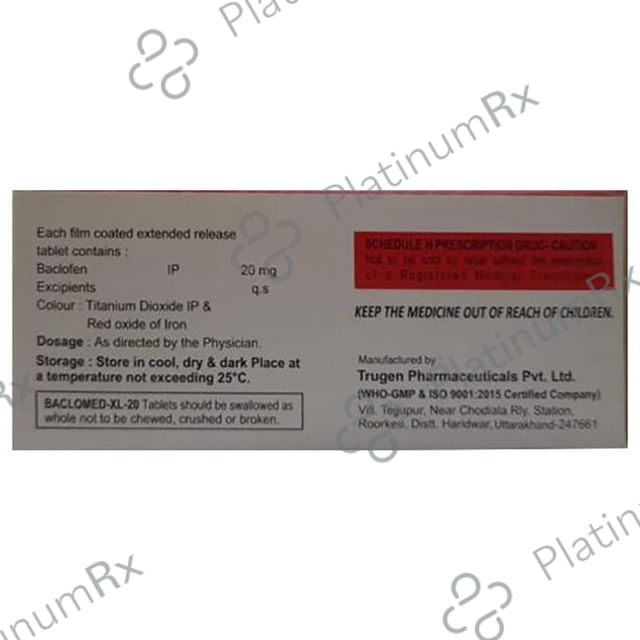 Each film coated extended release
tablet contains :
Baclofen IP 20 mg
Excipients q.s
Colour : Titanium Dioxide IP &
Red oxide of Iron
Dosage : As directed by the Physician.
Storage : Store in cool, dry & dark Place at
a temperature not exceeding 25°C.
BACLOMED-XL-20 Tablets should be swallowed as
whole not to be chewed, crushed or broken.
SCHEDULE H PRESCRIPTION DRUG- CAUTION
Not to be sold by retail without the prescription
of a Registered Medical Practitioner
KEEP THE MEDICINE OUT OF REACH OF CHILDREN.
Manufactured by :
Trugen Pharmaceuticals Pvt. Ltd.
(WHO-GMP & ISO 9001:2015 Certified Company)
Vill. Tejjupur, Near Chodiala Rly. Station,
Roorkee, Distt. Haridwar, Uttarakhand-247661
Platinum
PlatinumRx
PlatinumRx
Rx
PlatinumRx
Platinum